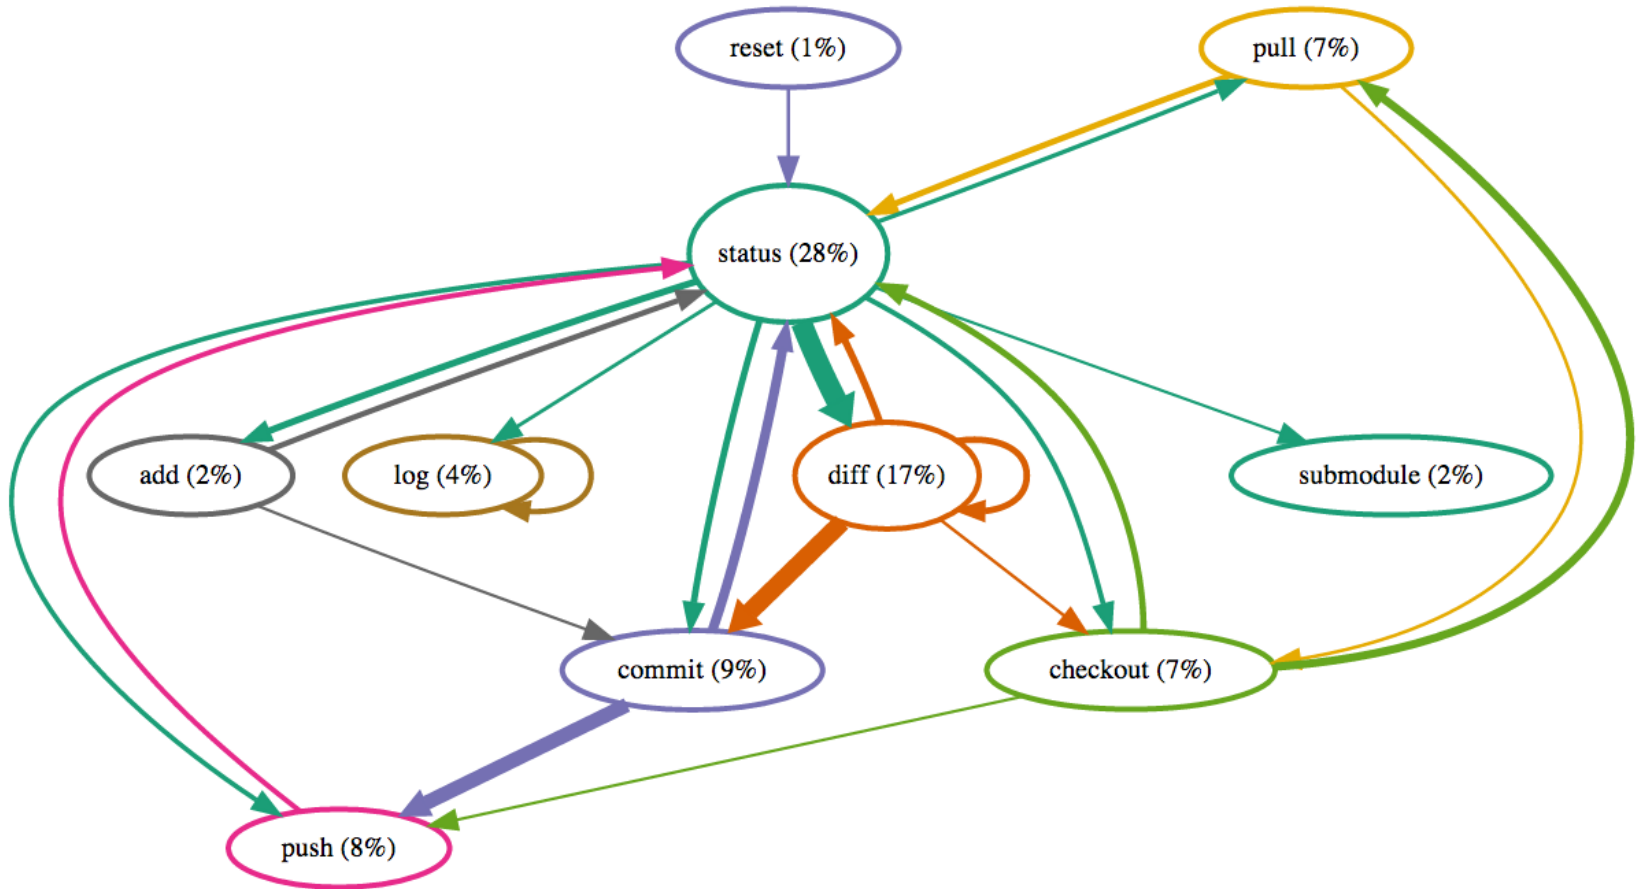 reset (1%)
pull (7%)
status (28%)
add (2%)
log (4%)
diff (17%)
submodule (2%)
commit (9%)
checkout (7%)
push (8%)